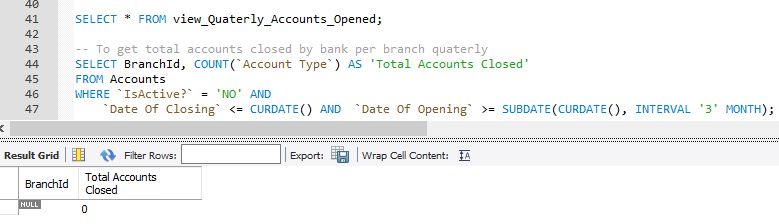 40
41 SELECT * FROM view_Quaterly_Accounts_Opened;
42
43 -- To get total accounts closed by bank per branch quaterly
44 SELECT BranchId, COUNT(`Account Type`) AS 'Total Accounts Closed'
45 FROM Accounts
46 WHERE `IsActive?` = 'NO' AND
47 `Date Of Closing` <= CURDATE() AND `Date Of Opening` >= SUBDATE(CURDATE(), INTERVAL '3' MONTH);
Result Grid Filter Rows: Export: Wrap Cell Content: IA
BranchId Total Accounts
Closed
NULL 0